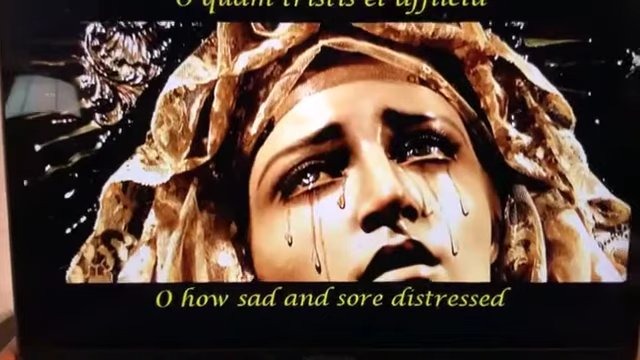 O quam tristis et afflicta
O how sad and sore distressed